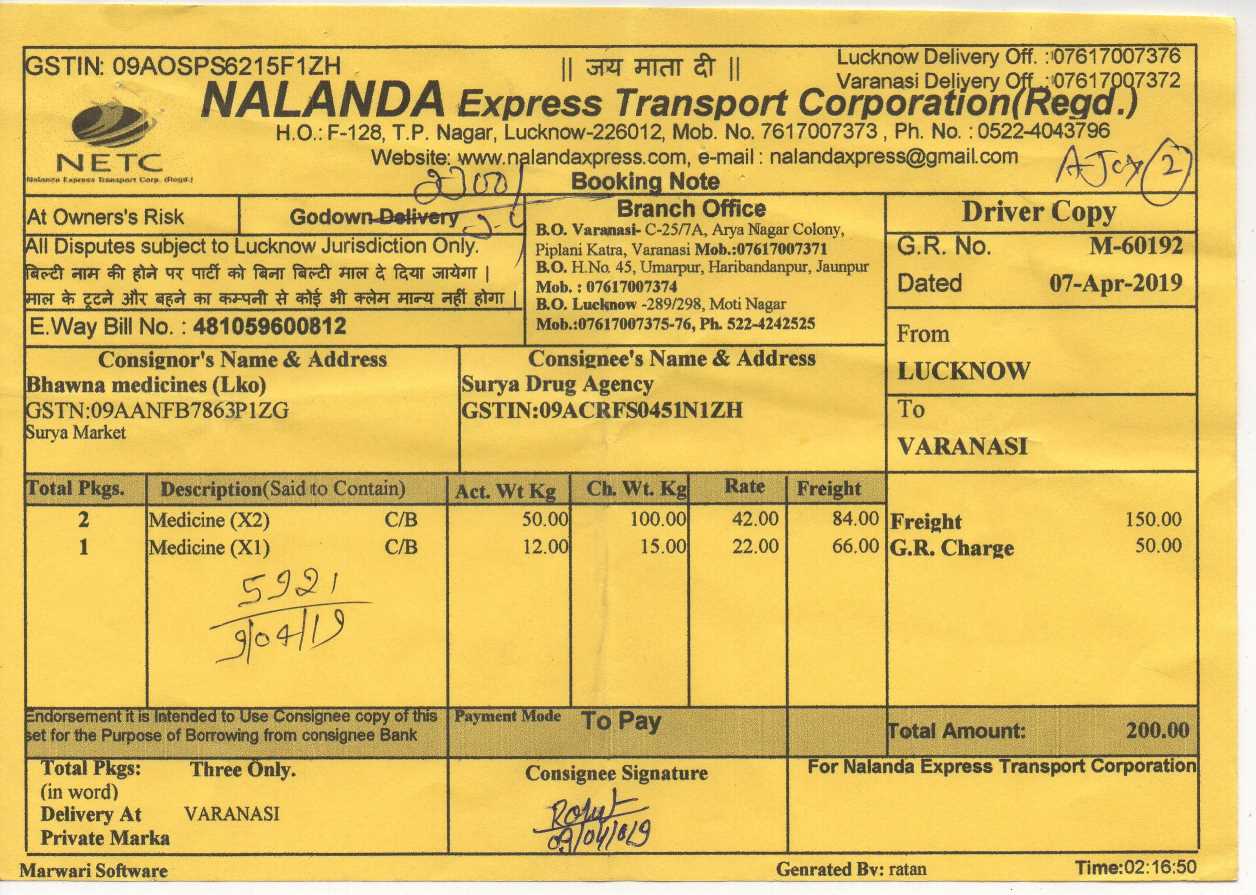 GSTIN: 09AOSPS6215F1ZH
|| जय माता दी ||
Lucknow Delivery Off. :07617007376
Varanasi Delivery Off. :07617007372
NALANDA Express Transport Corporation(Regd.)
H.O.: F-128, T.P. Nagar, Lucknow-226012, Mob. No. 7617007373 , Ph. No. : 0522-4043796
Website: www.nalandaxpress.com, e-mail : nalandaxpress@gmail.com
NETC
Nalanda Express Transport Corp. (Regd.)
Booking Note
2
At Owners's Risk
Godown Delivery
All Disputes subject to Lucknow Jurisdiction Only.
बिल्टी नाम की होने पर पार्टी को बिना बिल्टी माल दे दिया जायेगा |
माल के टूटने और बहने का कम्पनी से कोई भी क्लेम मान्य नहीं होगा |
E.Way Bill No. : 481059600812
Branch Office
B.O. Varanasi- C-25/7A, Arya Nagar Colony,
Piplani Katra, Varanasi Mob.:07617007371
B.O. H.No. 45, Umarpur, Haribandanpur, Jaunpur
Mob. : 07617007374
B.O. Lucknow -289/298, Moti Nagar
Mob.:07617007375-76, Ph. 522-4242525
Driver Copy
G.R. No. M-60192
Dated 07-Apr-2019
From
LUCKNOW
To
VARANASI
Consignor's Name & Address
Bhawna medicines (Lko)
GSTN:09AANFB7863P1ZG
Surya Market
Consignee's Name & Address
Surya Drug Agency
GSTIN:09ACRFS0451N1ZH
Total Pkgs. Description(Said to Contain) Act. Wt Kg Ch. Wt. Kg Rate Freight
2 Medicine (X2) C/B 50.00 100.00 42.00 84.00
1 Medicine (X1) C/B 12.00 15.00 22.00 66.00
Freight 150.00
G.R. Charge 50.00
5921
9/04/19
Endorsement it is Intended to Use Consignee copy of this
set for the Purpose of Borrowing from consignee Bank
Payment Mode To Pay
Total Amount: 200.00
Total Pkgs: Three Only.
(in word)
Delivery At VARANASI
Private Marka
Consignee Signature
For Nalanda Express Transport Corporation
Marwari Software
Genrated By: ratan
Time:02:16:50